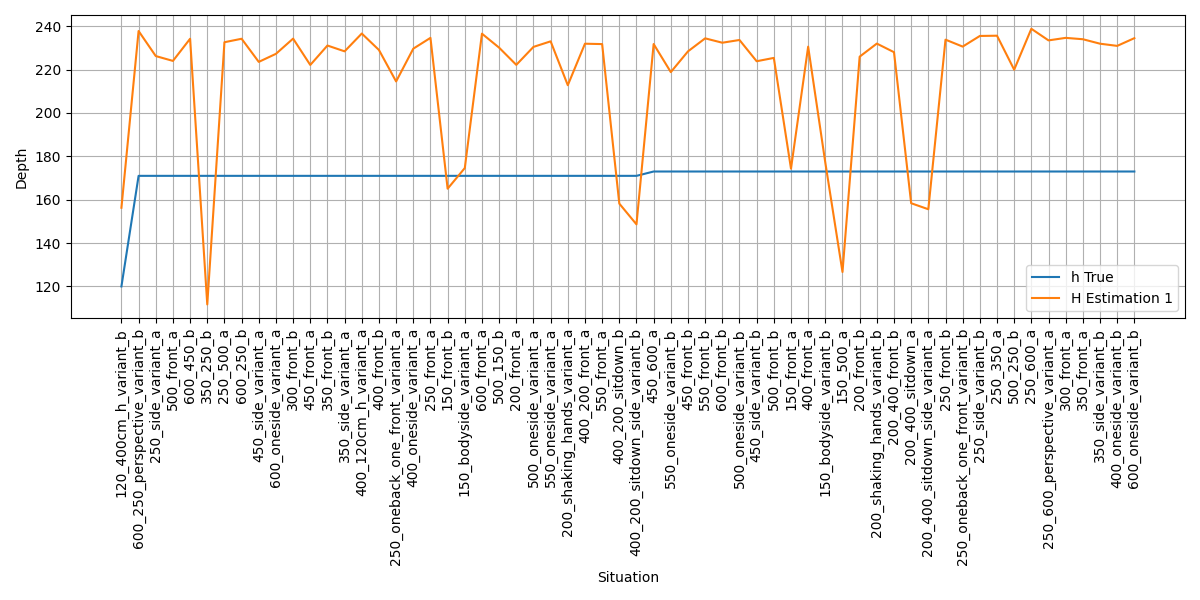 240
220
200
180
160
140
120
Depth
h True
H Estimation 1
120_400cm_h_variant_b
600_250_perspective_variant_b
250_side_variant_a
500_front_a
600_450_b
350_250_b
250_500_a
600_250_b
450_side_variant_a
600_oneside_variant_a
300_front_b
450_front_a
350_front_b
350_side_variant_a
400_120cm_h_variant_a
400_front_b
250_oneback_one_front_variant_a
400_oneside_variant_a
250_front_a
150_front_b
150_bodyside_variant_a
600_front_a
500_150_b
200_front_a
500_oneside_variant_a
550_oneside_variant_a
200_shaking_hands_variant_a
400_200_front_a
550_front_a
400_200_sitdown_b
400_200_sitdown_side_variant_b
450_600_a
550_oneside_variant_b
450_front_b
550_front_b
600_front_b
500_oneside_variant_b
450_side_variant_b
500_front_b
150_front_a
400_front_a
150_bodyside_variant_b
150_500_a
200_front_b
200_shaking_hands_variant_b
200_400_front_b
200_400_sitdown_a
200_400_sitdown_side_variant_a
250_front_b
250_oneback_one_front_variant_b
250_side_variant_b
250_350_a
500_250_b
250_600_a
250_600_perspective_variant_a
300_front_a
350_front_a
350_side_variant_b
400_oneside_variant_b
600_oneside_variant_b
Situation